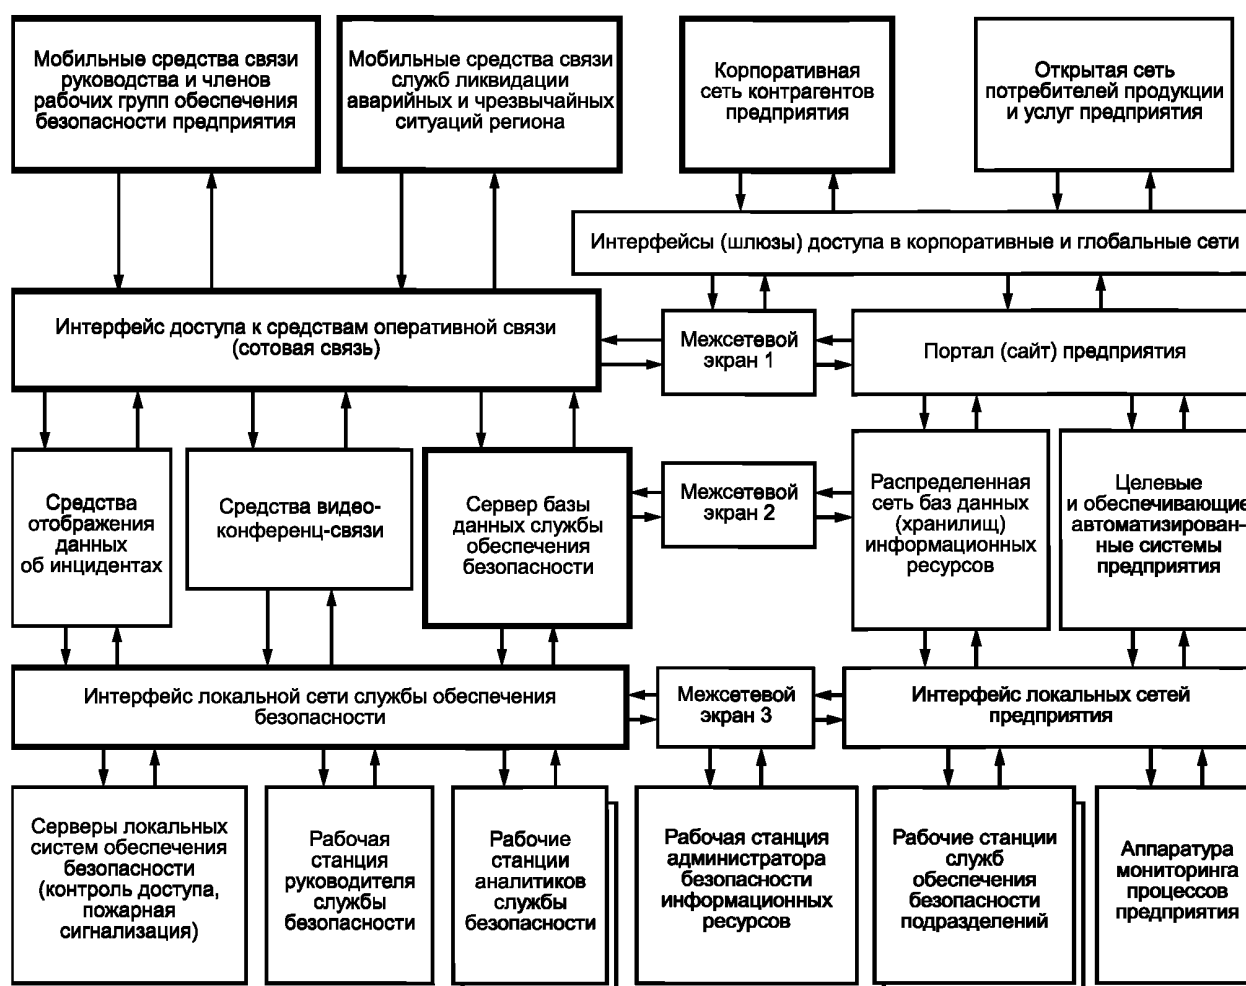 Мобильные средства связи
руководства и членов
рабочих групп обеспечения
безопасности предприятия
Мобильные средства связи
служб ликвидации
аварийных и чрезвычайных
ситуаций региона
Корпоративная
сеть контрагентов
предприятия
Открытая сеть
потребителей продукции
и услуг предприятия
Интерфейсы (шлюзы) доступа в корпоративные и глобальные сети
Интерфейс доступа к средствам оперативной связи
(сотовая связь)
Межсетевой
экран 1
Портал (сайт) предприятия
Средства
отображения
данных
об инцидентах
Средства видео-
конференц-связи
Сервер базы
данных службы
обеспечения
безопасности
Межсетевой
экран 2
Распределенная
сеть баз данных
(хранилищ)
информационных
ресурсов
Целевые
и обеспечивающие
автоматизирован-
ные системы
предприятия
Интерфейс локальной сети службы обеспечения
безопасности
Межсетевой
экран 3
Интерфейс локальных сетей
предприятия
Серверы локальных
систем обеспечения
безопасности
(контроль доступа,
пожарная
сигнализация)
Рабочая
станция
руководителя
службы
безопасности
Рабочие
станции
аналитиков
службы
безопасности
Рабочая станция
администратора
безопасности
информационных
ресурсов
Рабочие станции
служб
обеспечения
безопасности
подразделений
Аппаратура
мониторинга
процессов
предприятия